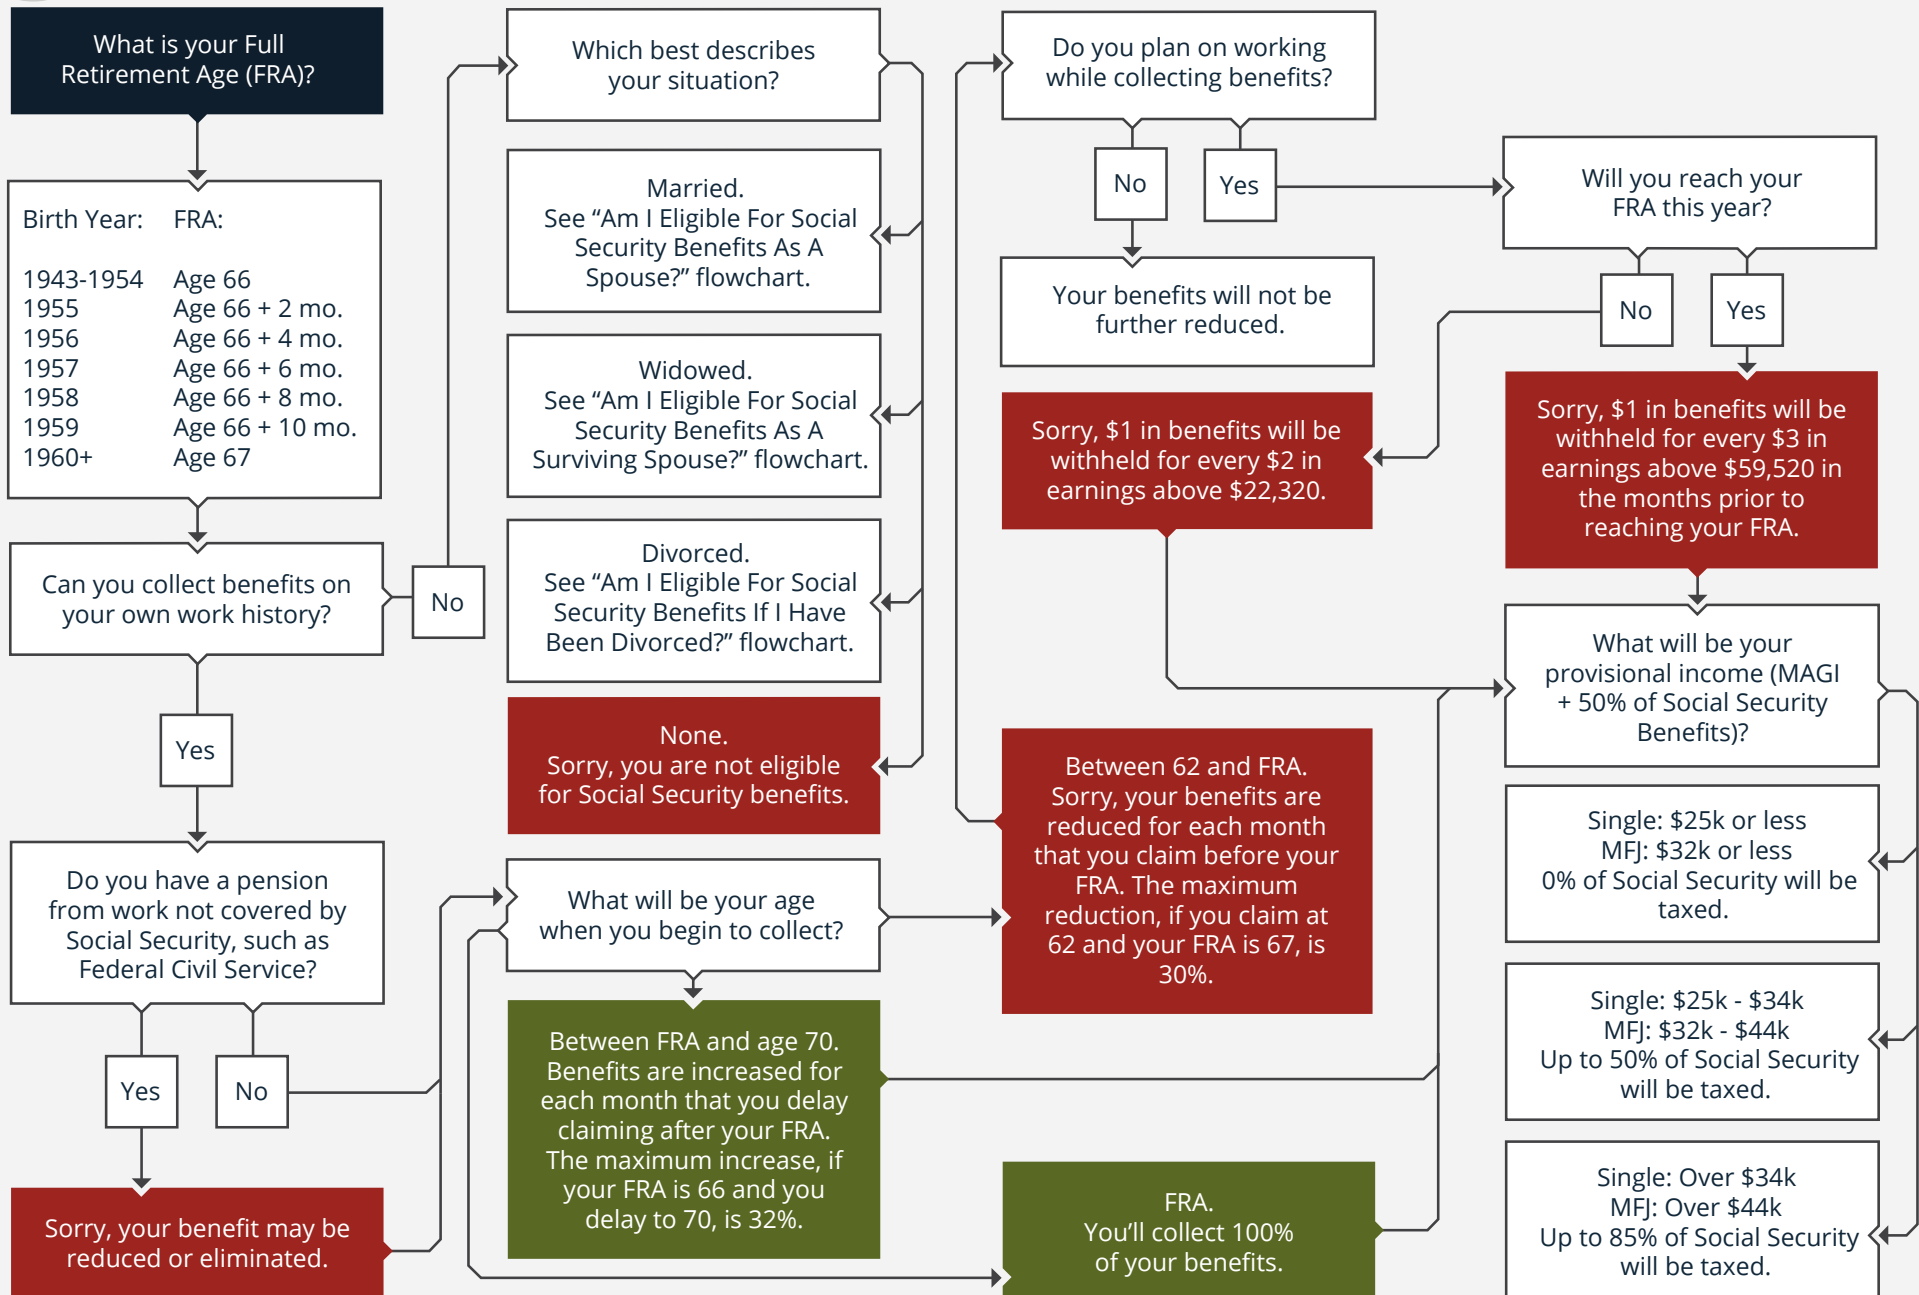 What is your Full
Retirement Age (FRA)?
Birth Year: FRA:
1943-1954 Age 66
1955 Age 66 + 2 mo.
1956 Age 66 + 4 mo.
1957 Age 66 + 6 mo.
1958 Age 66 + 8 mo.
1959 Age 66 + 10 mo.
1960+ Age 67
Can you collect benefits on
your own work history?
No
Yes
Do you have a pension
from work not covered by
Social Security, such as
Federal Civil Service?
Yes
No
Sorry, your benefit may be
reduced or eliminated.
Which best describes
your situation?
Married.
See “Am I Eligible For Social
Security Benefits As A
Spouse?” flowchart.
Widowed.
See “Am I Eligible For Social
Security Benefits As A
Surviving Spouse?” flowchart.
Divorced.
See “Am I Eligible For Social
Security Benefits If I Have
Been Divorced?” flowchart.
None.
Sorry, you are not eligible
for Social Security benefits.
What will be your age
when you begin to collect?
Between FRA and age 70.
Benefits are increased for
each month that you delay
claiming after your FRA.
The maximum increase, if
your FRA is 66 and you
delay to 70, is 32%.
Do you plan on working
while collecting benefits?
No
Yes
Your benefits will not be
further reduced.
Sorry, $1 in benefits will be
withheld for every $2 in
earnings above $22,320.
Between 62 and FRA.
Sorry, your benefits are
reduced for each month
that you claim before your
FRA. The maximum
reduction, if you claim at
62 and your FRA is 67, is
30%.
FRA.
You’ll collect 100%
of your benefits.
Will you reach your
FRA this year?
No
Yes
Sorry, $1 in benefits will be
withheld for every $3 in
earnings above $59,520 in
the months prior to
reaching your FRA.
What will be your
provisional income (MAGI
+ 50% of Social Security
Benefits)?
Single: $25k or less
MFJ: $32k or less
0% of Social Security will be
taxed.
Single: $25k - $34k
MFJ: $32k - $44k
Up to 50% of Social Security
will be taxed.
Single: Over $34k
MFJ: Over $44k
Up to 85% of Social Security
will be taxed.